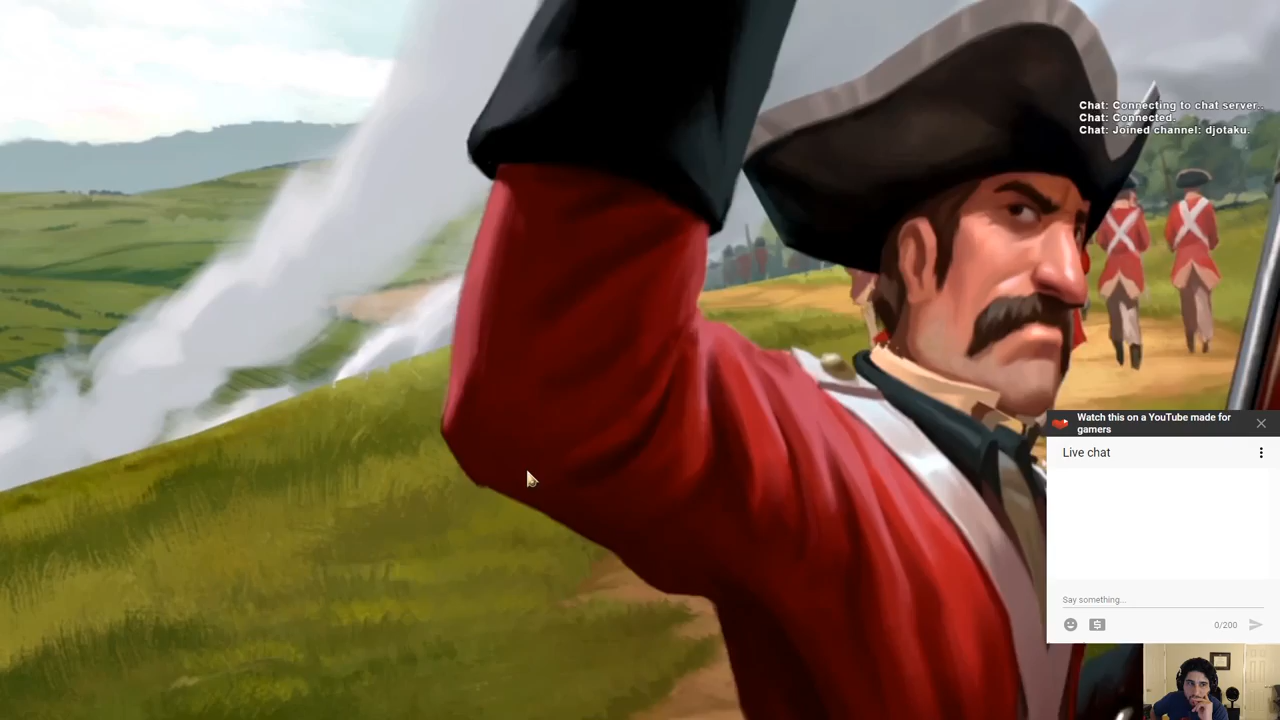 Chat: Connecting to chat server..
Chat: Connected.
Chat: Joined channel: djotaku.
Watch this on a YouTube made for
gamers
Live chat
Say something...
0/200